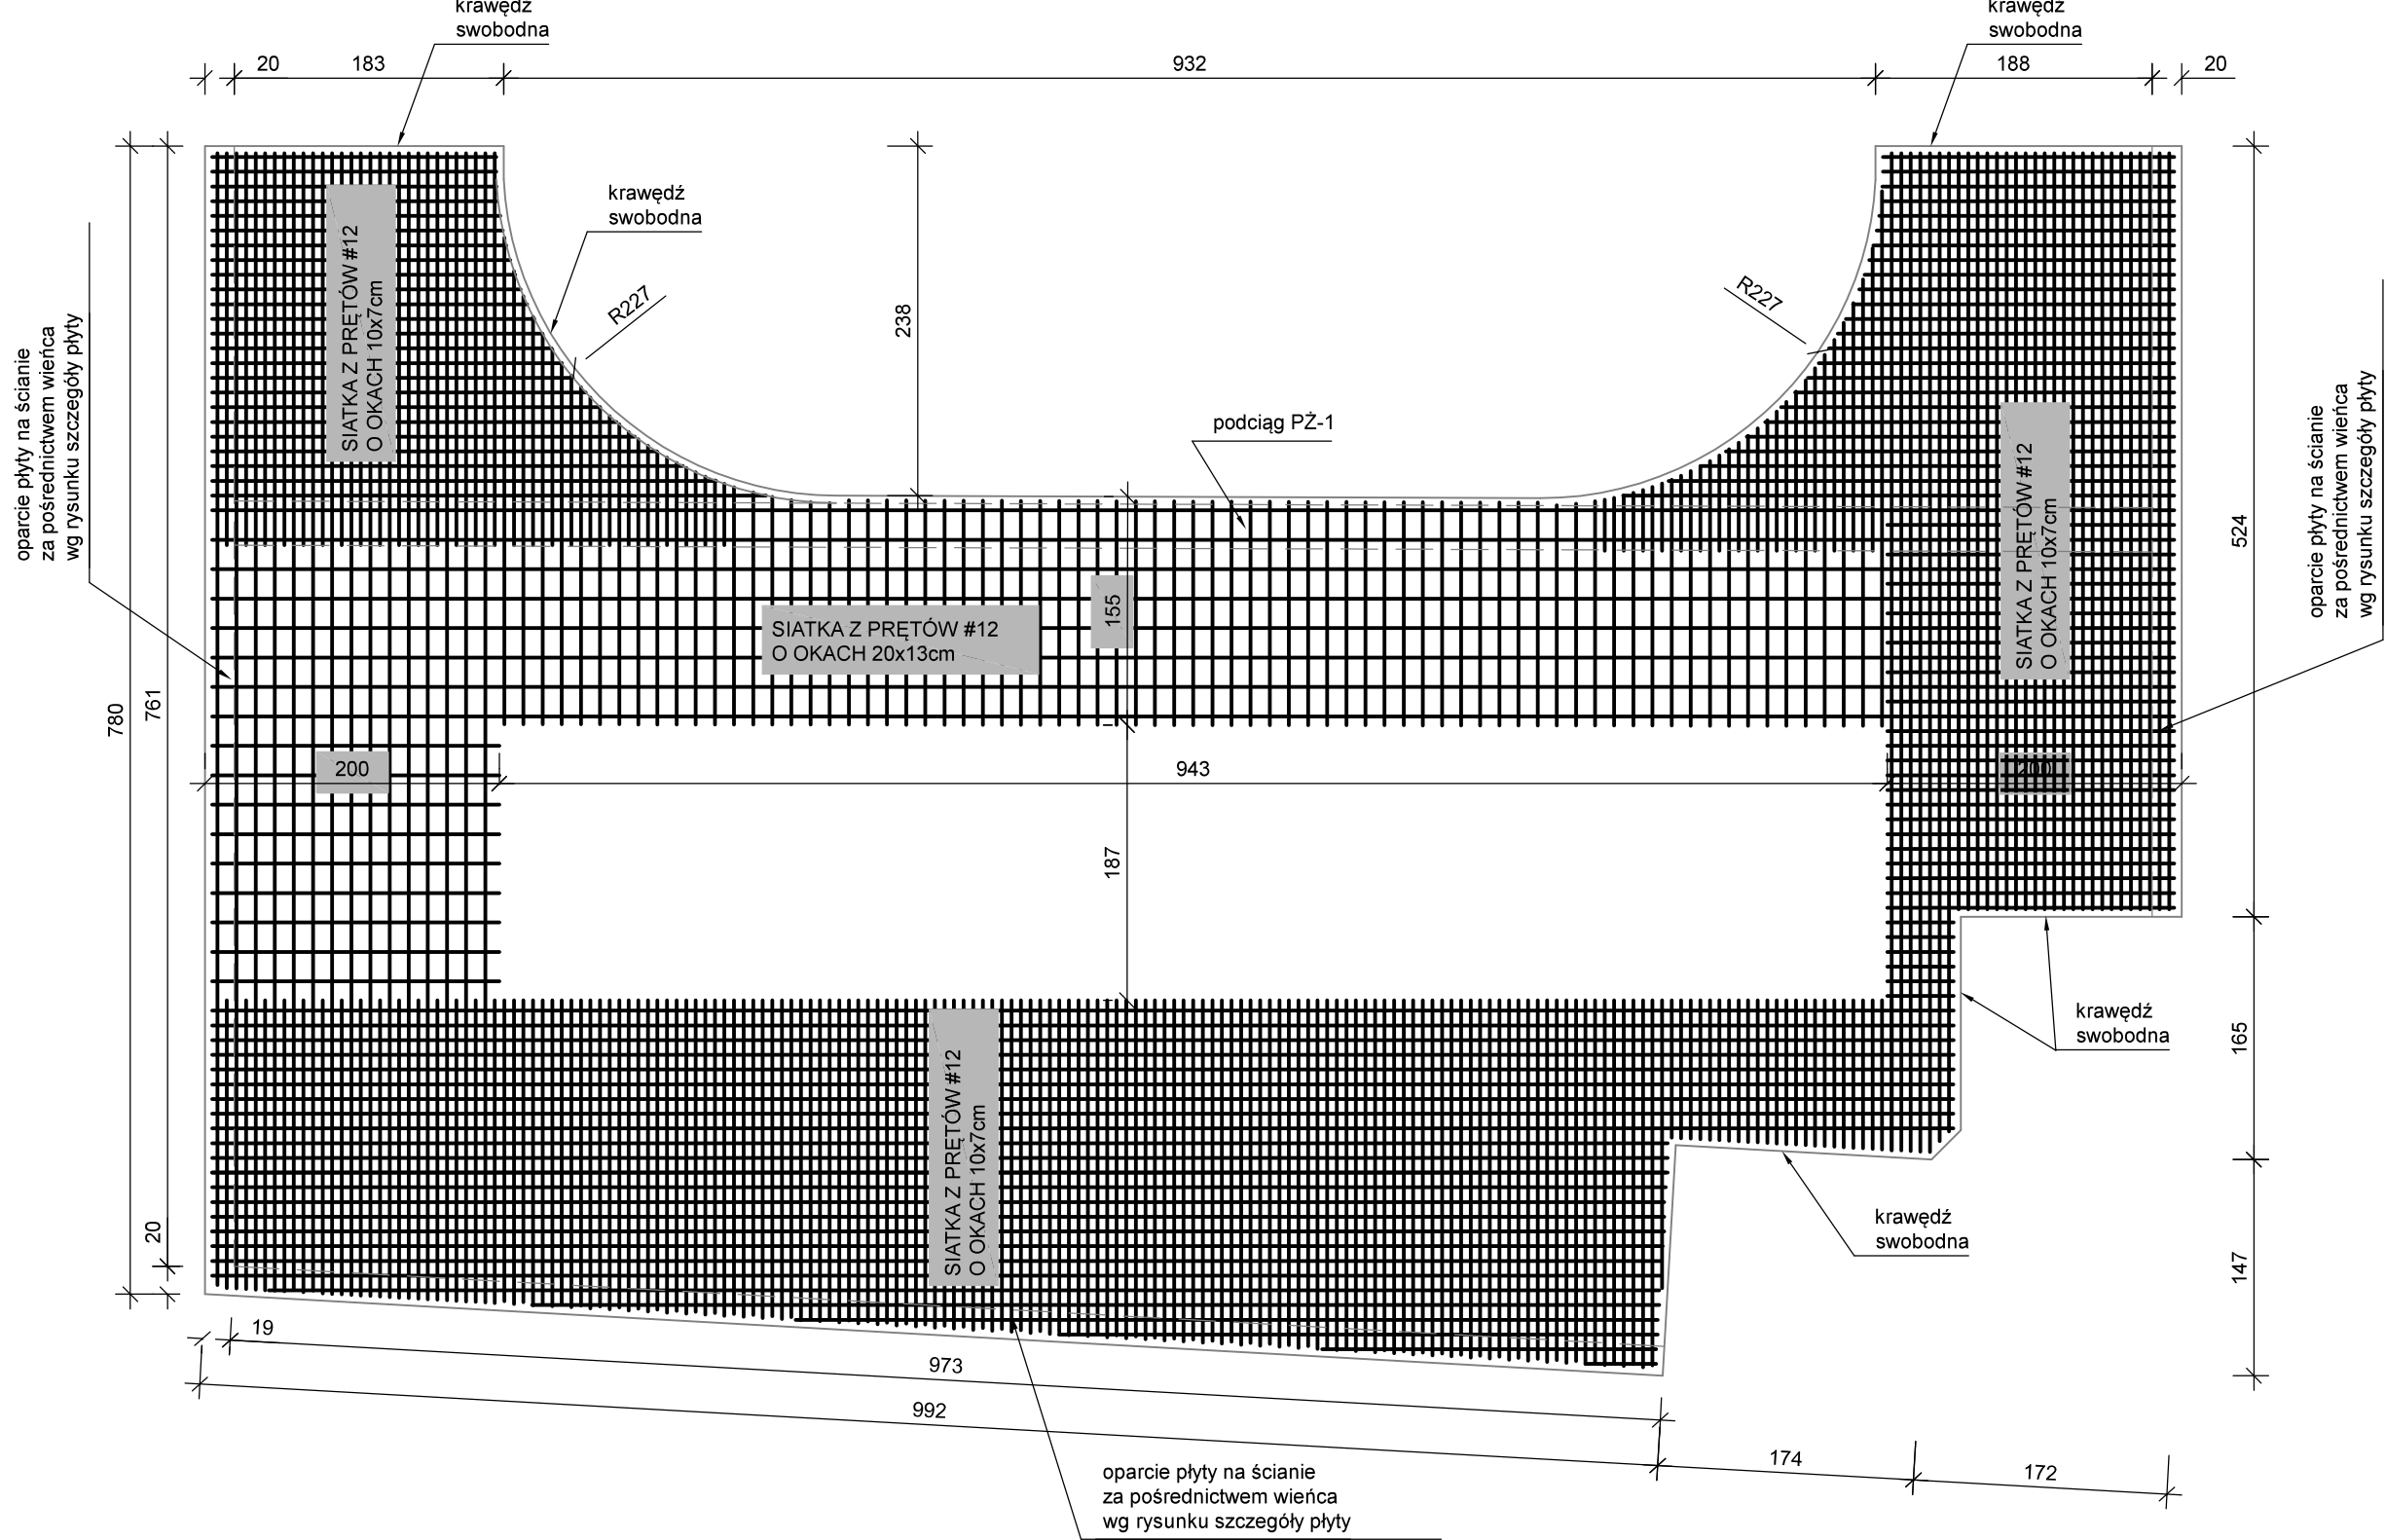 krawędź
swobodna
krawędź
swobodna
20
183
932
188
20
krawędź
swobodna
R227
R227
238
SIATKA Z PRĘTÓW #12
O OKACH 10x7cm
oparcie płyty na ścianie
za pośrednictwem wieńca
wg rysunku szczegóły płyty
podciąg PŻ-1
SIATKA Z PRĘTÓW #12
O OKACH 10x7cm
oparcie płyty na ścianie
za pośrednictwem wieńca
wg rysunku szczegóły płyty
524
155
SIATKA Z PRĘTÓW #12
O OKACH 20x13cm
780
761
200
943
200
187
krawędź
swobodna
165
SIATKA Z PRĘTÓW #12
O OKACH 10x7cm
krawędź
swobodna
20
147
19
973
992
174
172
oparcie płyty na ścianie
za pośrednictwem wieńca
wg rysunku szczegóły płyty